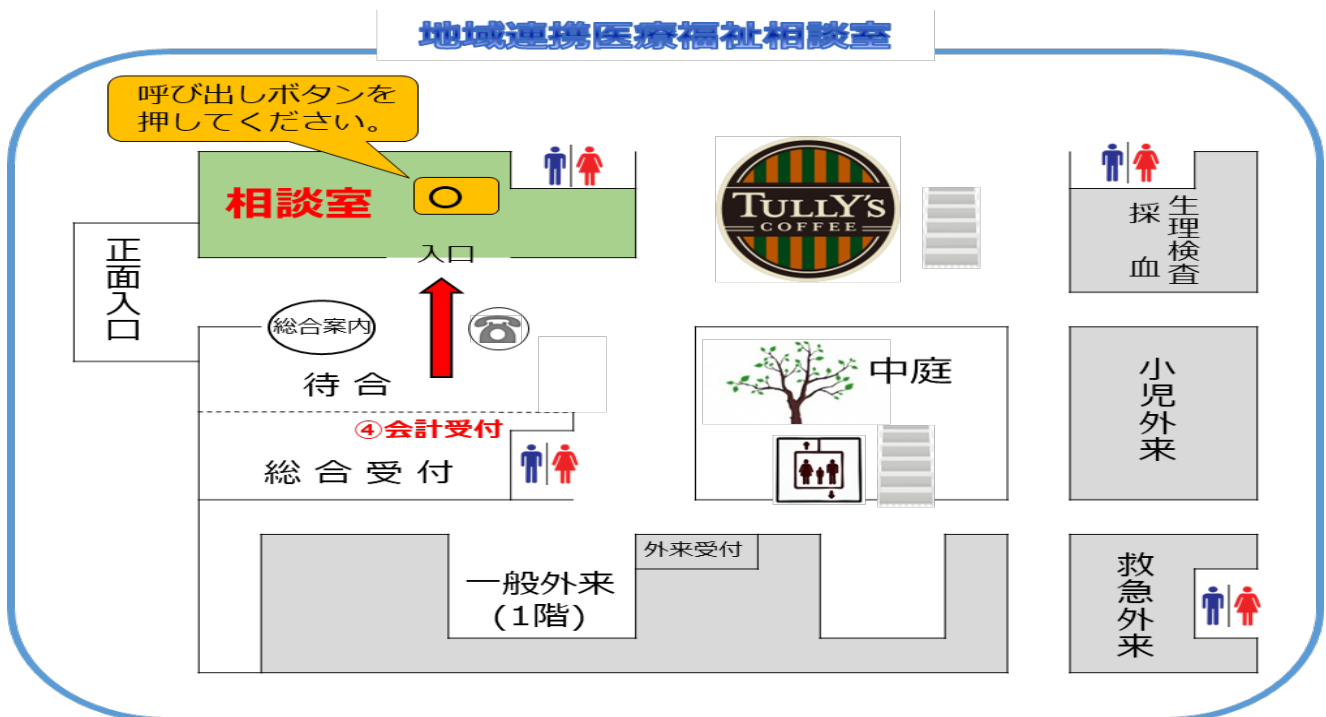 地域連携医療福祉相談室
呼び出しボタンを
押してください。
相談室
入口
正面入口
総合案内
待合
④会計受付
総合受付
TULLY'S
COFFEE
中庭
生理検査
採血
小児外来
外来受付
一般外来
(1階)
救急外来